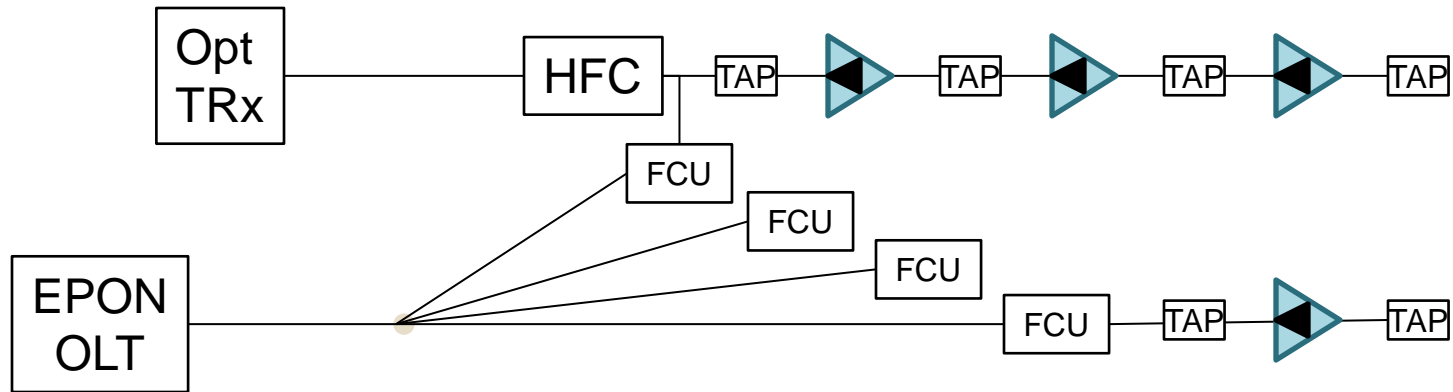 Opt
TRx
HFC
TAP
TAP
TAP
TAP
FCU
FCU
FCU
EPON
OLT
FCU
TAP
TAP